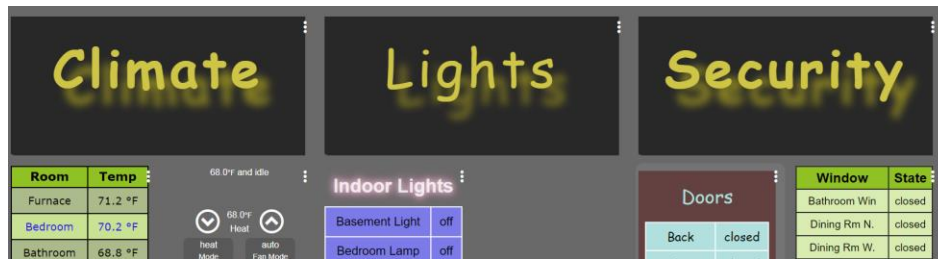 Climate
Lights
Security
Room Temp
Furnace 71.2 °F
Bedroom 70.2 °F
Bathroom 68.8 °F
68.0°F and idle
68.0°F
Heat
heat auto
Mode Fan Mode
Indoor Lights
Basement Light off
Bedroom Lamp off
Doors
Back closed
Window State
Bathroom Win closed
Dining Rm N. closed
Dining Rm W. closed